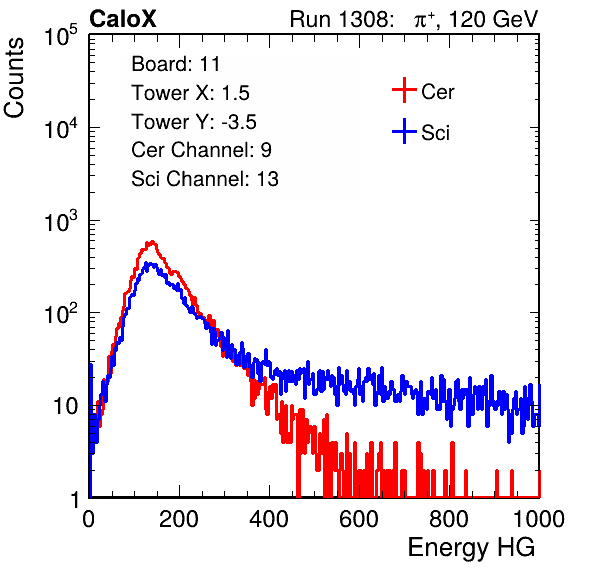 CaloX Run 1308: π⁺, 120 GeV
Counts
Board: 11
Tower X: 1.5
Tower Y: -3.5
Cer Channel: 9
Sci Channel: 13
Cer
Sci
10⁵
10⁴
10³
10²
10
1
0 200 400 600 800 1000
Energy HG